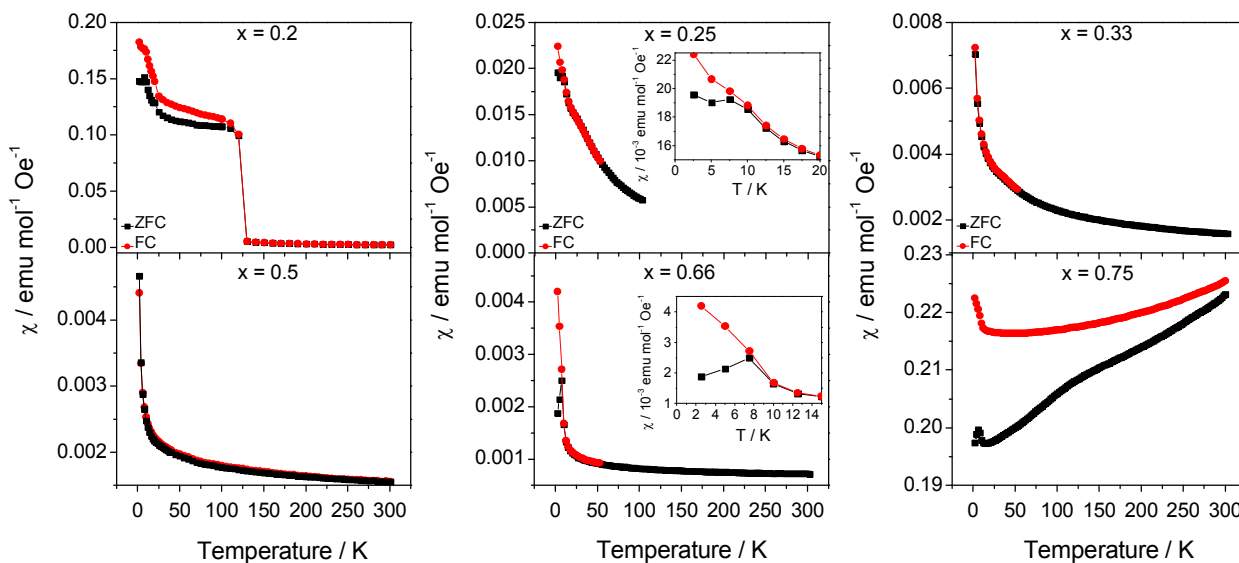 x = 0.2
0.20
0.15
0.10
0.05
0.00
χ / emu mol⁻¹ Oe⁻¹
ZFC
FC
x = 0.25
0.025
0.020
0.015
0.010
0.005
0.000
χ / emu mol⁻¹ Oe⁻¹
ZFC
FC
22
20
18
16
χ / 10⁻³ emu mol⁻¹ Oe⁻¹
0 5 10 15 20
T / K
x = 0.33
0.008
0.006
0.004
0.002
χ / emu mol⁻¹ Oe⁻¹
ZFC
FC
x = 0.5
0.004
0.003
0.002
0 50 100 150 200 250 300
Temperature / K
x = 0.66
0.004
0.003
0.002
0.001
4
3
2
1
χ / 10⁻³ emu mol⁻¹ Oe⁻¹
0 2 4 6 8 10 12 14
T / K
0 50 100 150 200 250 300
Temperature / K
x = 0.75
0.23
0.22
0.21
0.20
0.19
0 50 100 150 200 250 300
Temperature / K